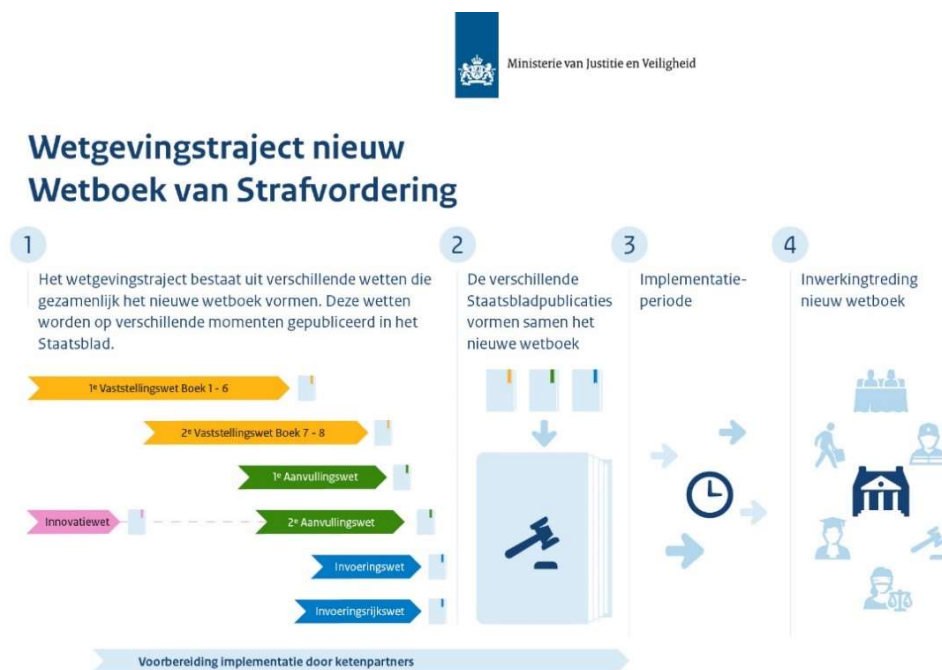 Ministerie van Justitie en Veiligheid
Wetgevingstraject nieuw
Wetboek van Strafvordering
1
Het wetgevingstraject bestaat uit verschillende wetten die
gezamenlijk het nieuwe wetboek vormen. Deze wetten
worden op verschillende momenten gepubliceerd in het
Staatsblad.
1e Vaststellingswet Boek 1 - 6
2e Vaststellingswet Boek 7 - 8
1e Aanvullingswet
Innovatiewet
2e Aanvullingswet
Invoeringswet
Invoeringsrijkswet
Voorbereiding implementatie door ketenpartners
2
De verschillende
Staatsbladpublicaties
vormen samen het
nieuwe wetboek
3
Implementatie-
periode
4
Inwerkingtreding
nieuw wetboek